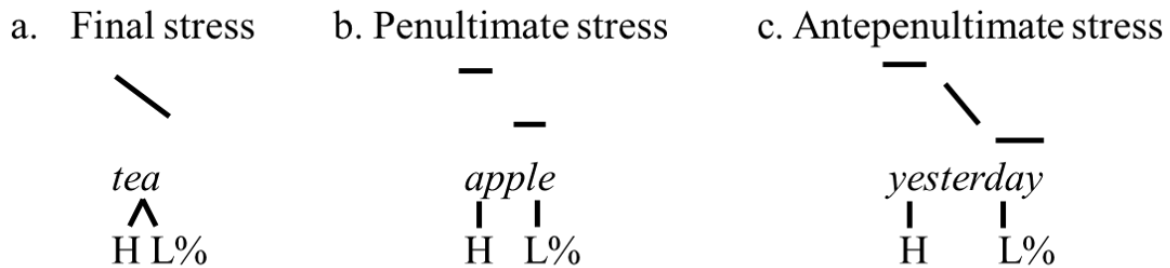 a. Final stress b. Penultimate stress c. Antepenultimate stress
tea apple yesterday
H L% H L% H L%